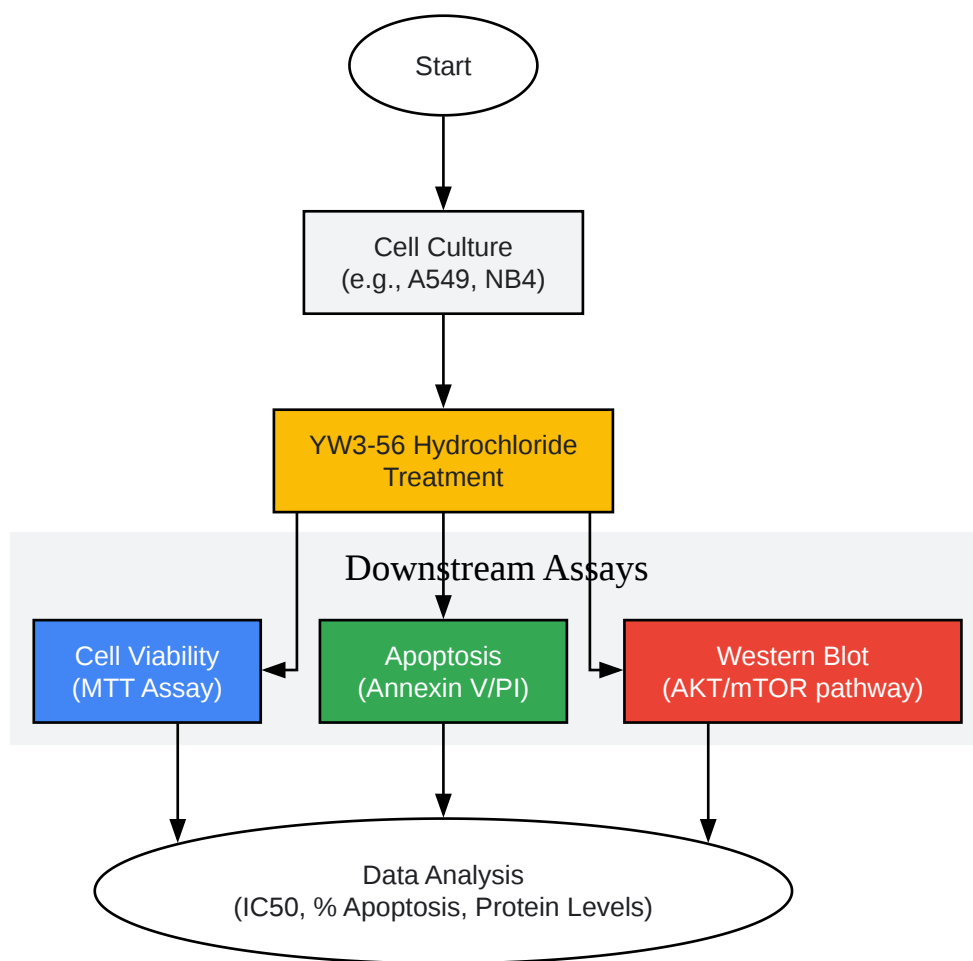 Start
Cell Culture
(e.g., A549, NB4)
YW3-56 Hydrochloride
Treatment
Downstream Assays
Cell Viability
(MTT Assay)
Apoptosis
(Annexin V/PI)
Western Blot
(AKT/mTOR pathway)
Data Analysis
(IC50, % Apoptosis, Protein Levels)